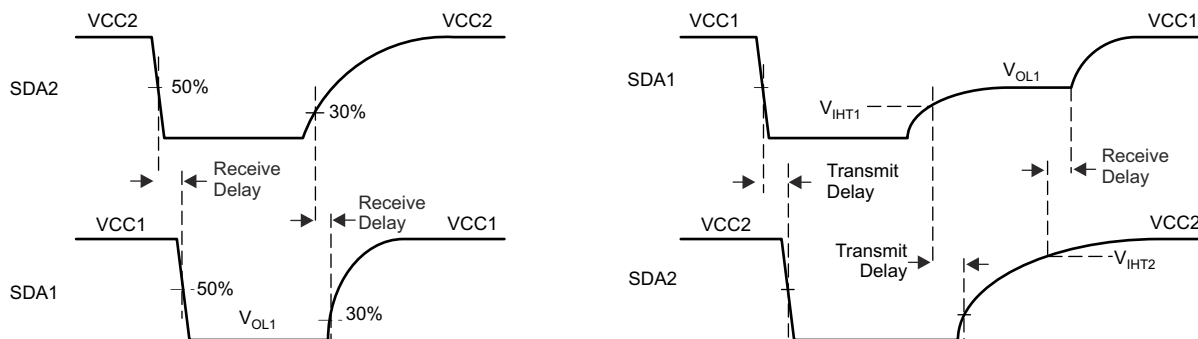 VCC2
VCC2
SDA2
50%
30%
Receive
Delay
Receive
Delay
VCC1
VCC1
SDA1
50%
VOL1
30%
VCC1
VCC1
SDA1
VOL1
VIHT1
Transmit
Delay
Receive
Delay
VCC2
VCC2
Transmit
Delay
VIHT2
SDA2